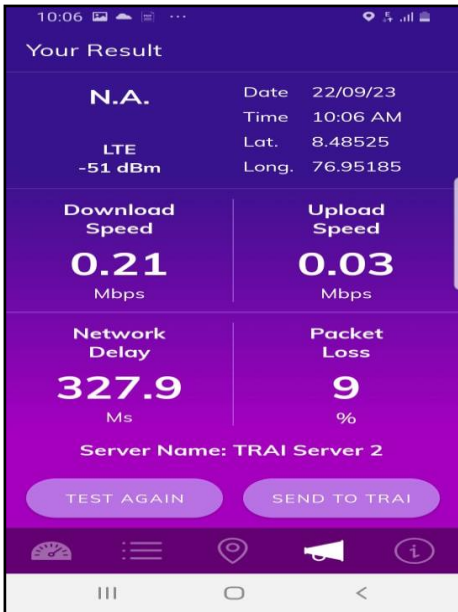 10:06
Your Result
N.A.
LTE
-51 dBm
Date 22/09/23
Time 10:06 AM
Lat. 8.48525
Long. 76.95185
Download
Speed
0.21
Mbps
Upload
Speed
0.03
Mbps
Network
Delay
327.9
Ms
Packet
Loss
9
%
Server Name: TRAI Server 2
TEST AGAIN
SEND TO TRAI